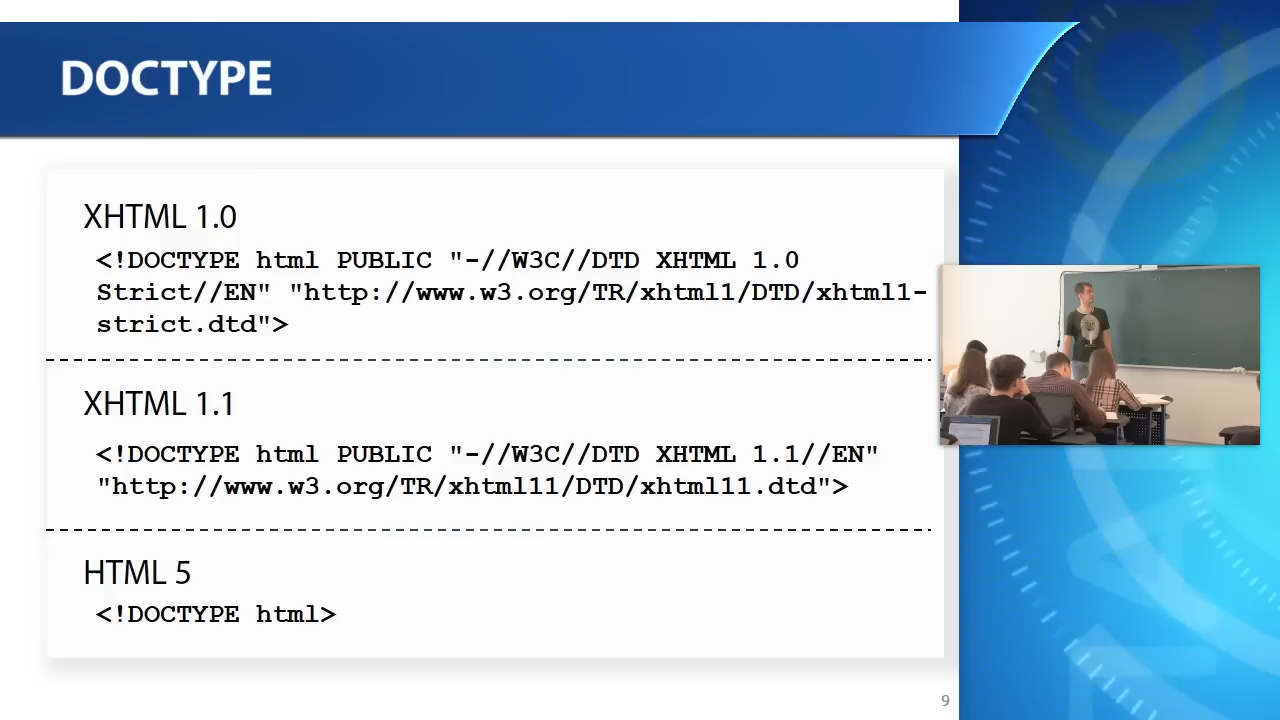 DOCTYPE
XHTML 1.0
<!DOCTYPE html PUBLIC "-//W3C//DTD XHTML 1.0
Strict//EN" "http://www.w3.org/TR/xhtml1/DTD/xhtml1-
strict.dtd">
XHTML 1.1
<!DOCTYPE html PUBLIC "-//W3C//DTD XHTML 1.1//EN"
"http://www.w3.org/TR/xhtml11/DTD/xhtml11.dtd">
HTML 5
<!DOCTYPE html>
9